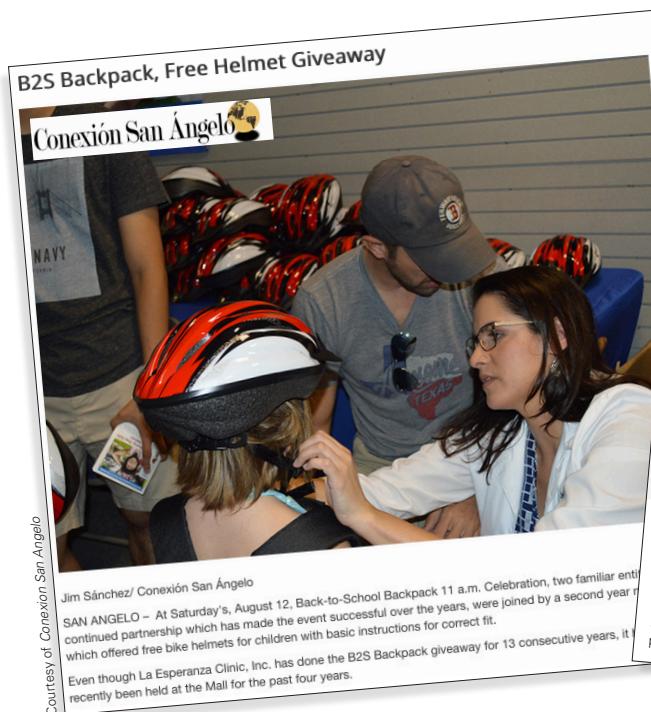 B2S Backpack, Free Helmet Giveaway
Conexión San Ángelo
NAVY
B
TEXAS
Jim Sánchez/ Conexión San Ángelo
SAN ANGELO – At Saturday's, August 12, Back-to-School Backpack 11 a.m. Celebration, two familiar
continued partnership which has made the event successful over the years, were joined by a second year
which offered free bike helmets for children with basic instructions for correct fit.
Even though La Esperanza Clinic, Inc. has done the B2S Backpack giveaway for 13 consecutive years, it
recently been held at the Mall for the past four years.
Courtesy of Conexion San Angelo